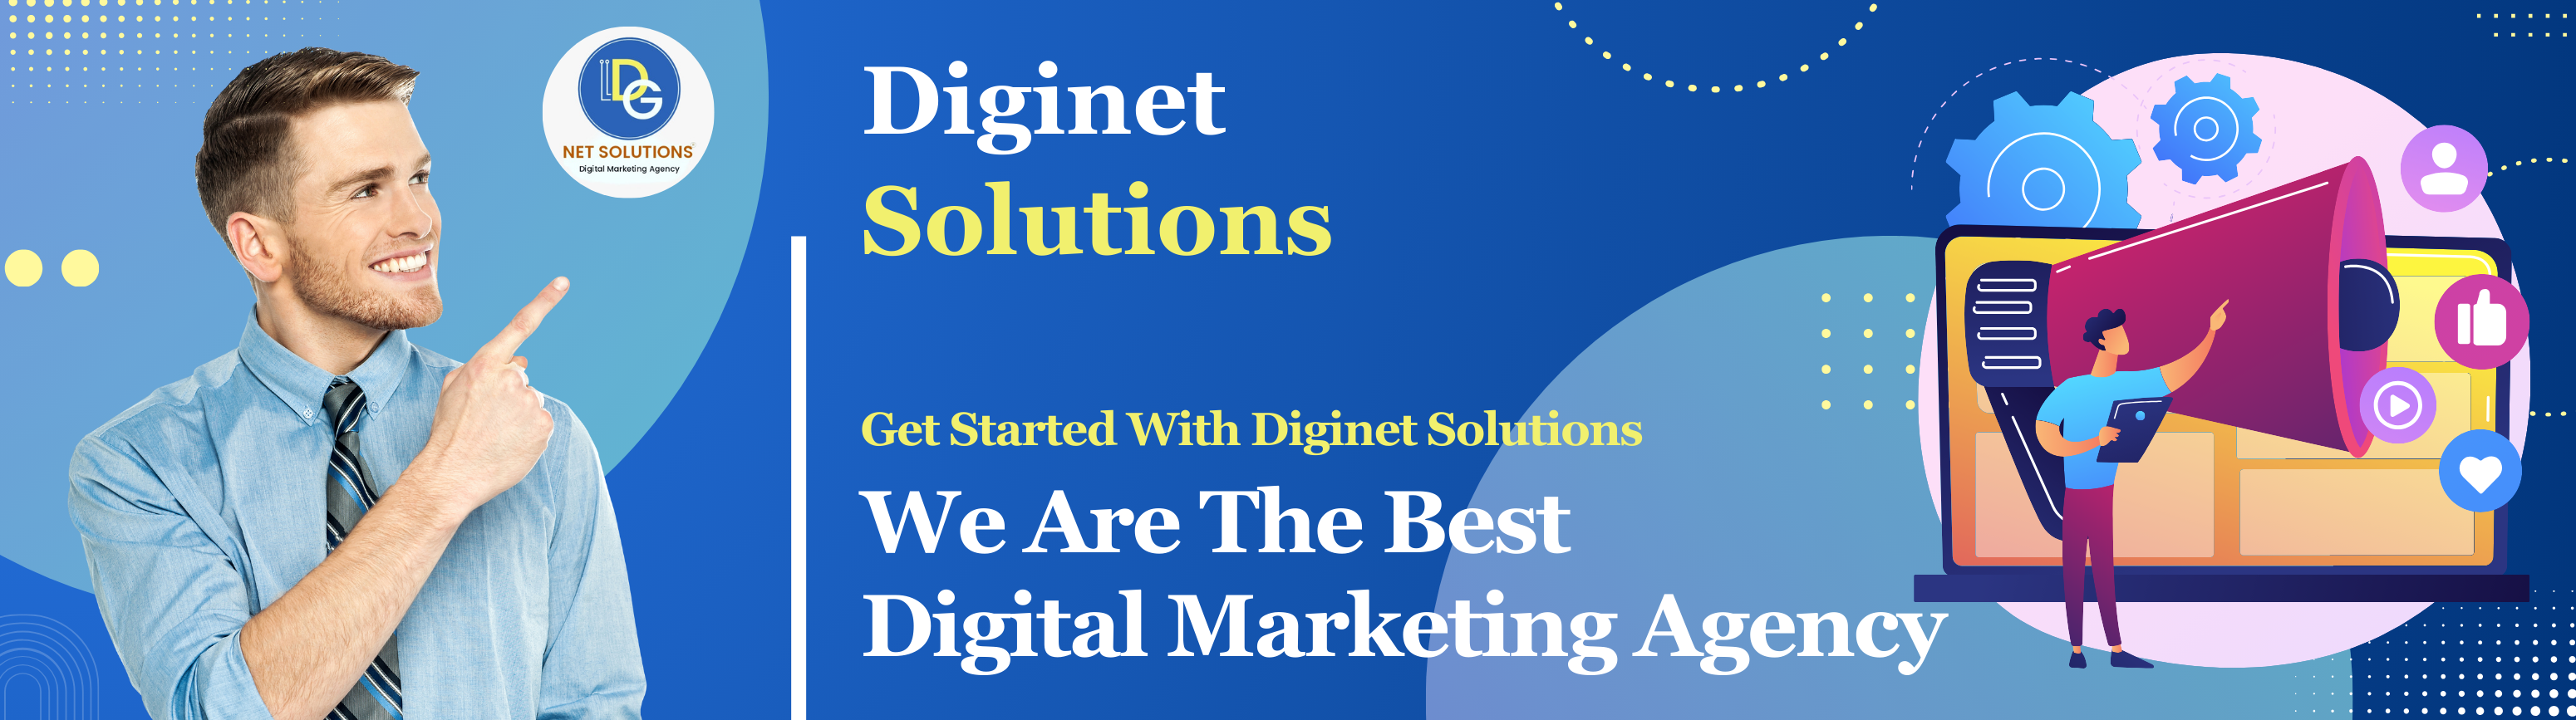 DG
NET SOLUTIONS
Digital Marketing Agency
Diginet
Solutions
Get Started With Diginet Solutions
We Are The Best
Digital Marketing Agency